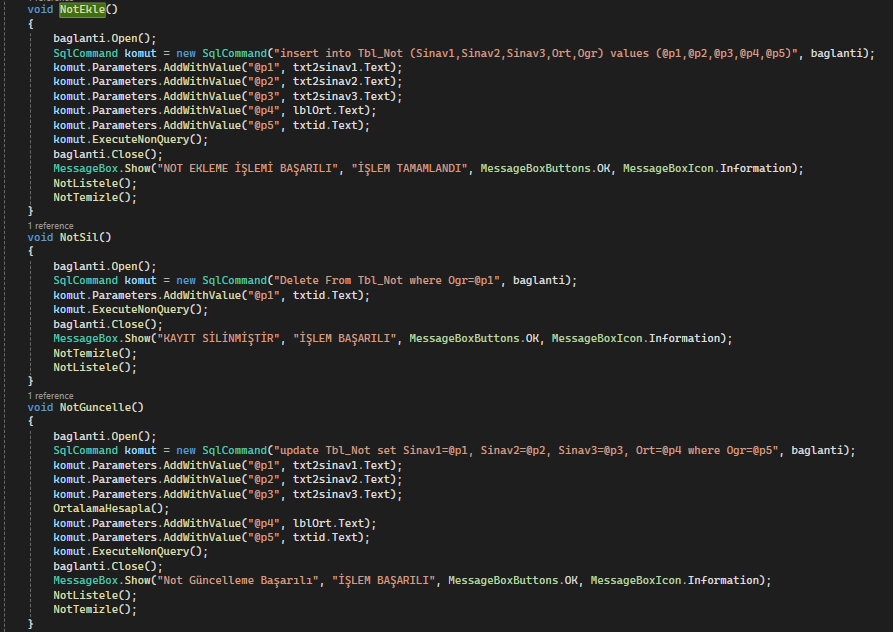 void NotEkle()
{
baglanti.Open();
SqlCommand komut = new SqlCommand("insert into Tbl_Not (Sinav1,Sinav2,Sinav3,Ort,Ogr) values (@p1,@p2,@p3,@p4,@p5)", baglanti);
komut.Parameters.AddWithValue("@p1", txt2sinav1.Text);
komut.Parameters.AddWithValue("@p2", txt2sinav2.Text);
komut.Parameters.AddWithValue("@p3", txt2sinav3.Text);
komut.Parameters.AddWithValue("@p4", lblOrt.Text);
komut.Parameters.AddWithValue("@p5", txtid.Text);
komut.ExecuteNonQuery();
baglanti.Close();
MessageBox.Show("NOT EKLEME İŞLEMİ BAŞARILI", "İŞLEM TAMAMLANDI", MessageBoxButtons.OK, MessageBoxIcon.Information);
NotListele();
NotTemizle();
}
1 reference
void NotSil()
{
baglanti.Open();
SqlCommand komut = new SqlCommand("Delete From Tbl_Not where Ogr=@p1", baglanti);
komut.Parameters.AddWithValue("@p1", txtid.Text);
komut.ExecuteNonQuery();
baglanti.Close();
MessageBox.Show("KAYIT SİLİNMİŞTİR", "İŞLEM BAŞARILI", MessageBoxButtons.OK, MessageBoxIcon.Information);
NotTemizle();
NotListele();
}
1 reference
void NotGuncelle()
{
baglanti.Open();
SqlCommand komut = new SqlCommand("update Tbl_Not set Sinav1=@p1, Sinav2=@p2, Sinav3=@p3, Ort=@p4 where Ogr=@p5", baglanti);
komut.Parameters.AddWithValue("@p1", txt2sinav1.Text);
komut.Parameters.AddWithValue("@p2", txt2sinav2.Text);
komut.Parameters.AddWithValue("@p3", txt2sinav3.Text);
OrtalamaHesapla();
komut.Parameters.AddWithValue("@p4", lblOrt.Text);
komut.Parameters.AddWithValue("@p5", txtid.Text);
komut.ExecuteNonQuery();
baglanti.Close();
MessageBox.Show("Not Güncelleme Başarılı", "İŞLEM BAŞARILI", MessageBoxButtons.OK, MessageBoxIcon.Information);
NotListele();
NotTemizle();
}